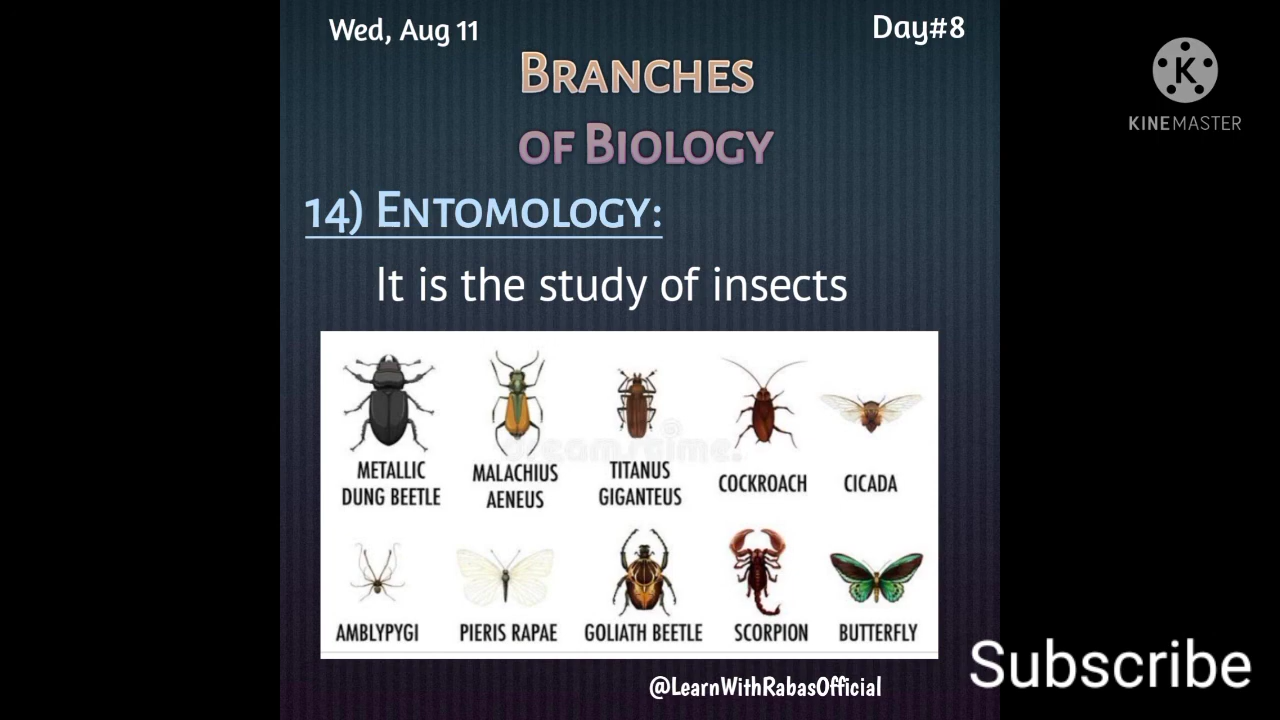 Wed, Aug 11
Day#8
BRANCHES
OF BIOLOGY
K
KINEMASTER
14) ENTOMOLOGY:
It is the study of insects
dreamstime.
METALLIC
DUNG BEETLE
MALACHIUS
AENEUS
TITANUS
GIGANTEUS
COCKROACH
CICADA
AMBLYPYGI
PIERIS RAPAE
GOLIATH BEETLE
SCORPION
BUTTERFLY
@LearnWithRabasOfficial
Subscribe